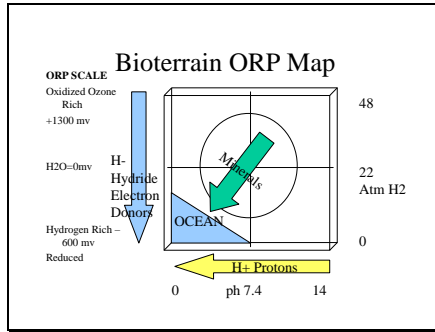 Bioterrain ORP Map
ORP SCALE
Oxidized Ozone
Rich
+1300 mv
H2O=0mv
Hydrogen Rich –
600 mv
Reduced
H-
Hydride
Electron
Donors
Minerals
OCEAN
48
22
Atm H2
0
H+ Protons
0 ph 7.4 14